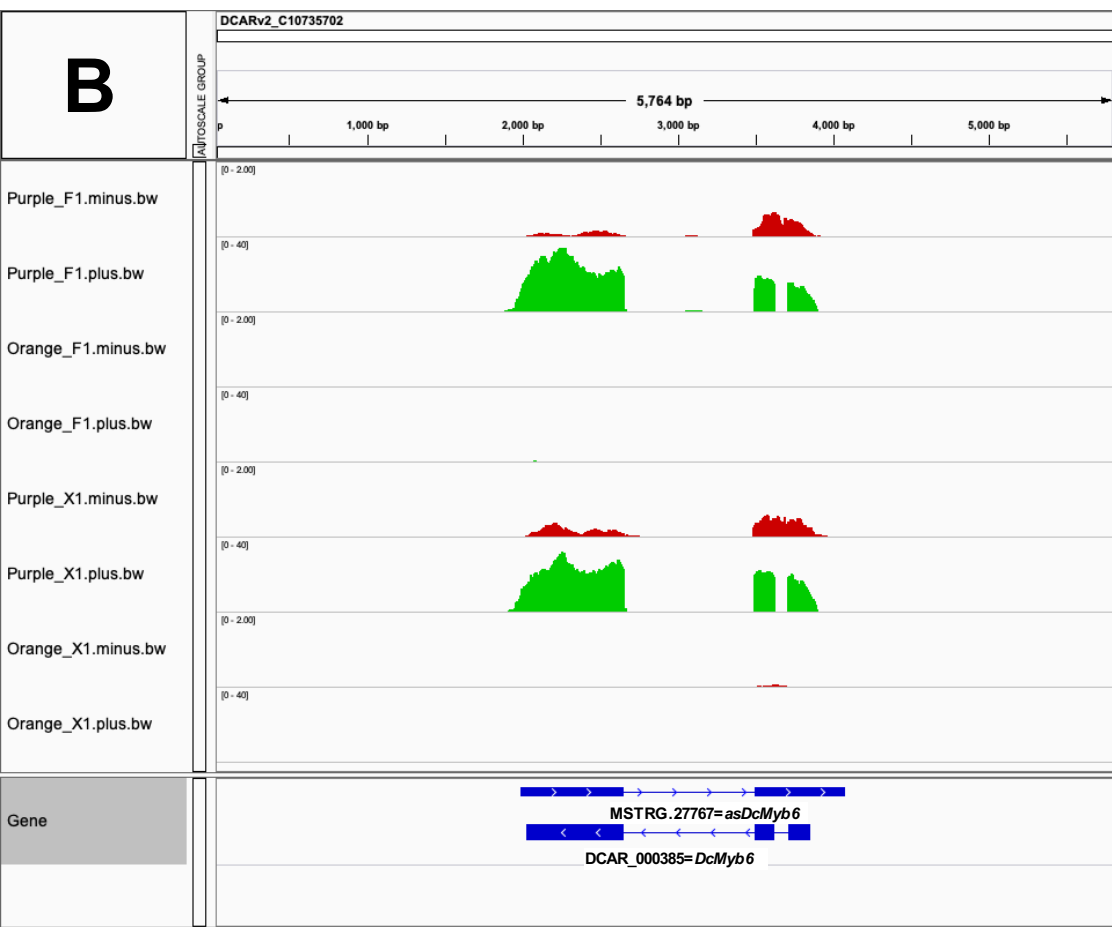 DCARv2_C10735702
B
AUTOSCALE GROUP
5,764 bp
p 1,000 bp 2,000 bp 3,000 bp 4,000 bp 5,000 bp
[0 - 2.00]
Purple_F1.minus.bw
[0 - 40]
Purple_F1.plus.bw
[0 - 2.00]
Orange_F1.minus.bw
[0 - 40]
Orange_F1.plus.bw
[0 - 2.00]
Purple_X1.minus.bw
[0 - 40]
Purple_X1.plus.bw
[0 - 2.00]
Orange_X1.minus.bw
[0 - 40]
Orange_X1.plus.bw
Gene
MSTRG.27767=asDcMyb6
DCAR_000385=DcMyb6